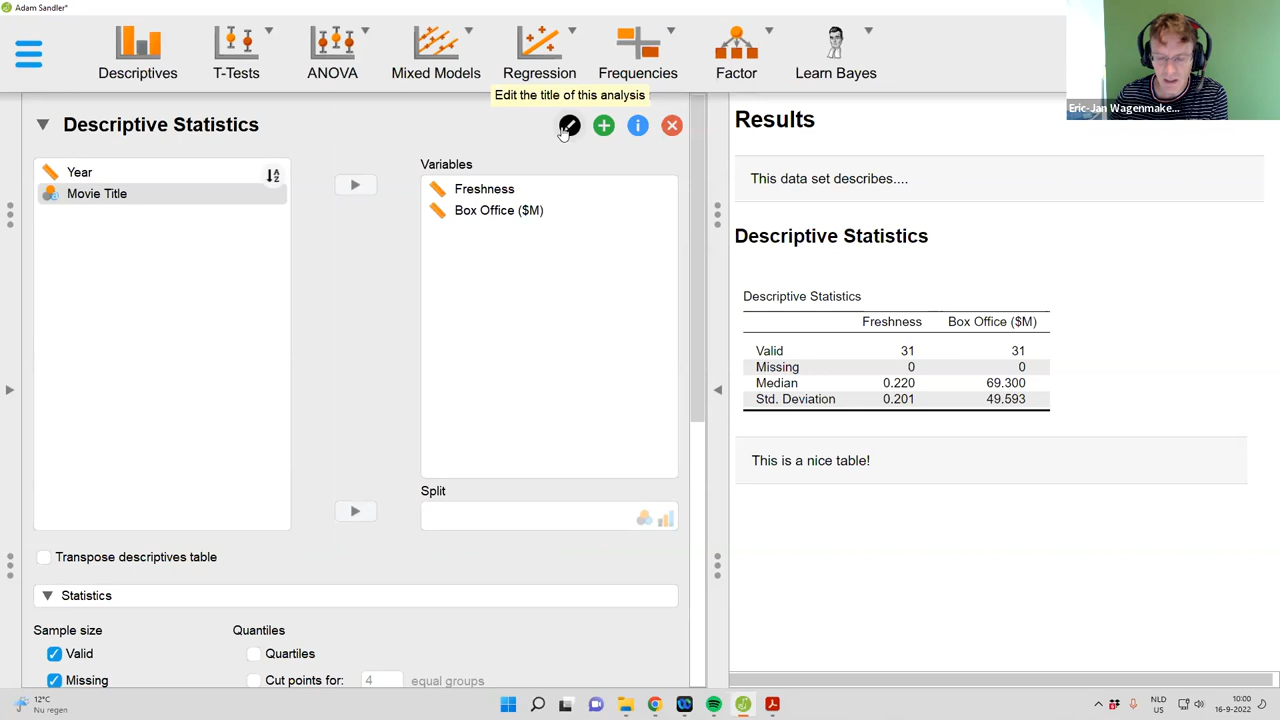 Adam Sandler*
Descriptives
T-Tests
ANOVA
Mixed Models
Regression
Frequencies
Factor
Learn Bayes
Eric-Jan Wagenmake...
Edit the title of this analysis
Descriptive Statistics
Year
Movie Title
Variables
Freshness
Box Office ($M)
Split
Transpose descriptives table
Statistics
Sample size
Quantiles
Valid
Quartiles
Missing
Cut points for: 4 equal groups
Results
This data set describes....
Descriptive Statistics
Descriptive Statistics
Freshness Box Office ($M)
Valid 31 31
Missing 0 0
Median 0.220 69.300
Std. Deviation 0.201 49.593
This is a nice table!
12°C
Nu regen
NLD
US
10:00
16-9-2022